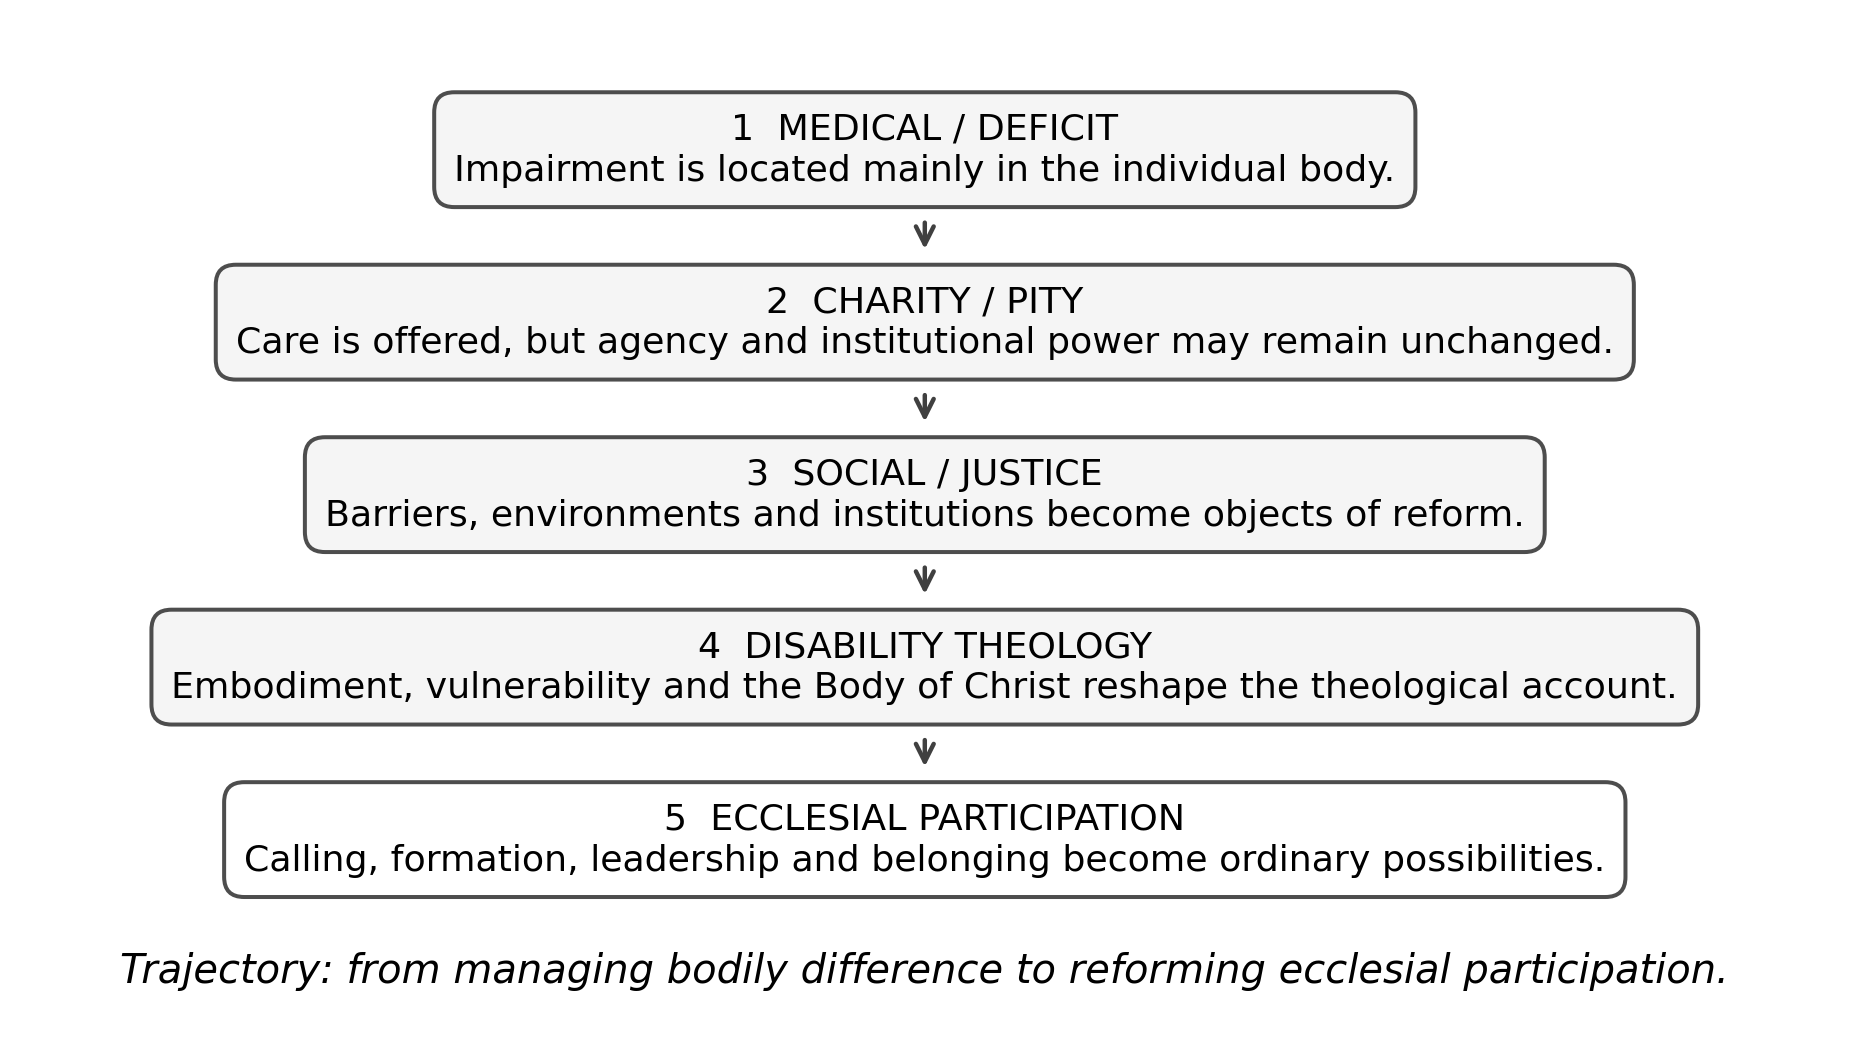 1  MEDICAL / DEFICIT
Impairment is located mainly in the individual body.
2  CHARITY / PITY
Care is offered, but agency and institutional power may remain unchanged.
3  SOCIAL / JUSTICE
Barriers, environments and institutions become objects of reform.
4  DISABILITY THEOLOGY
Embodiment, vulnerability and the Body of Christ reshape the theological account.
5  ECCLESIAL PARTICIPATION
Calling, formation, leadership and belonging become ordinary possibilities.
Trajectory: from managing bodily difference to reforming ecclesial participation.